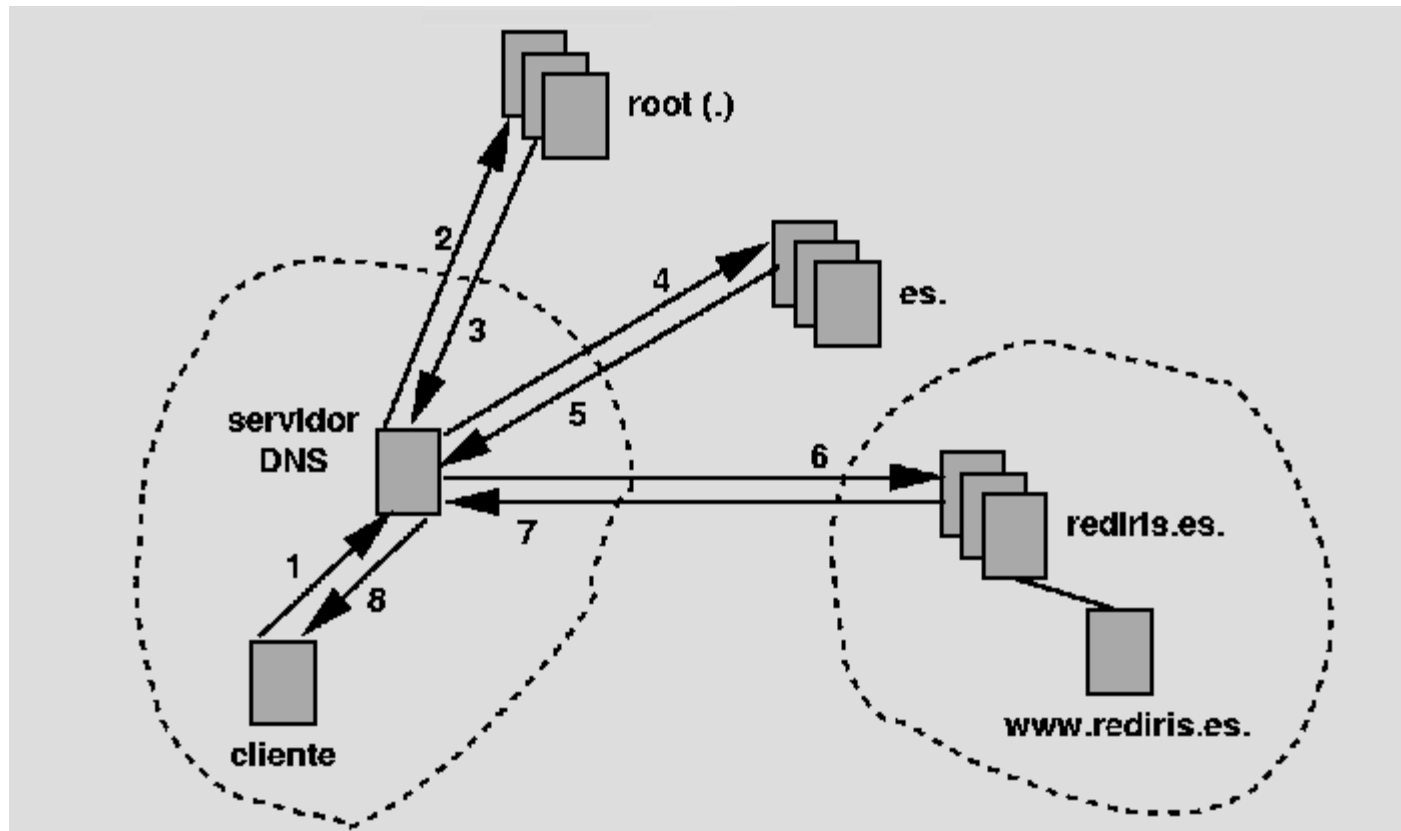 root (.)
2
4
es.
3
servidor
DNS
5
6
7
rediris.es.
1
8
www.rediris.es.
cliente